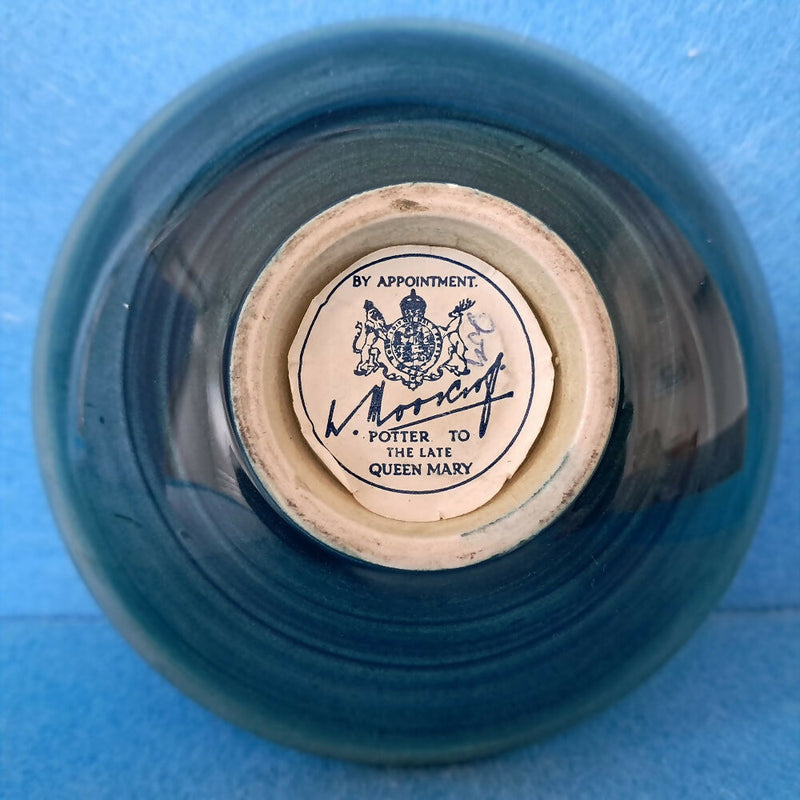 BY APPOINTMENT.
W. Moorcroft.
POTTER TO
THE LATE
QUEEN MARY